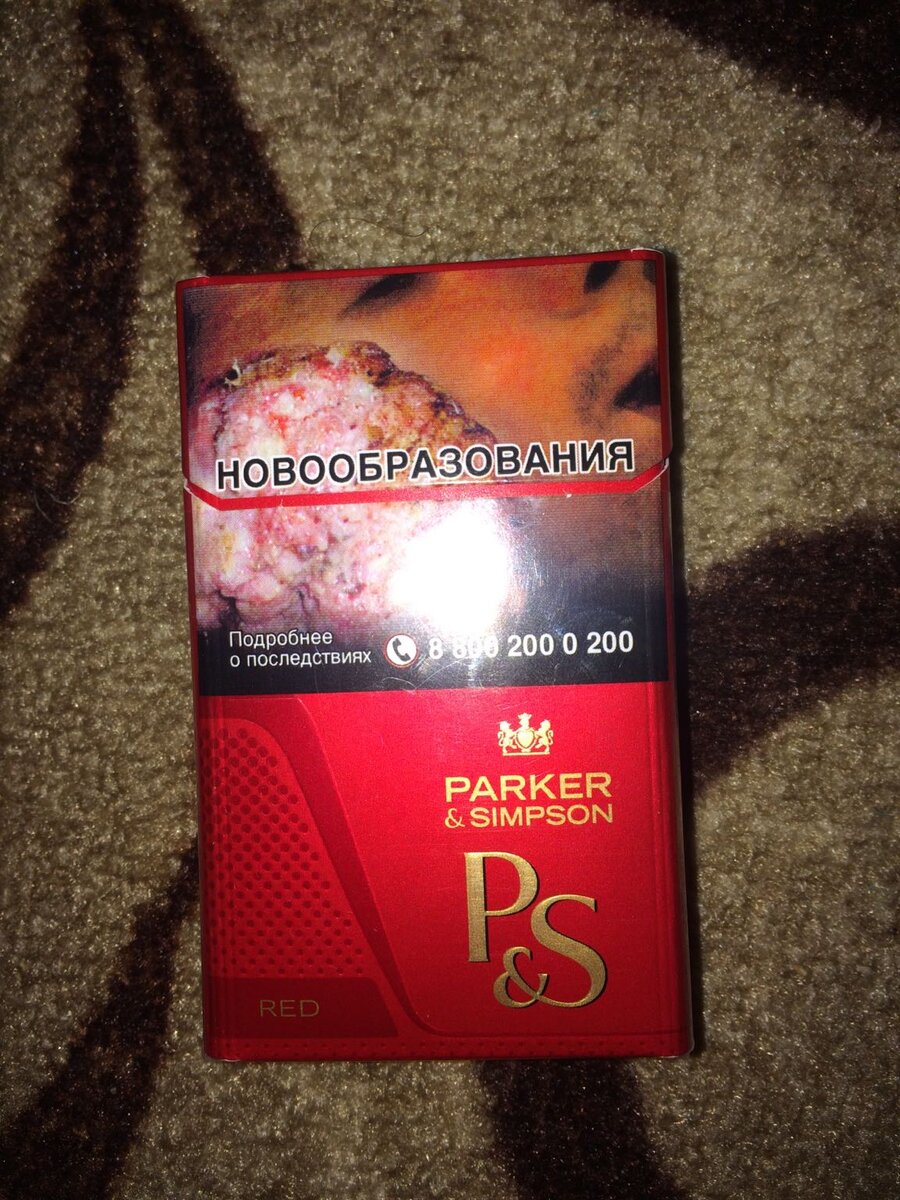 НОВООБРАЗОВАНИЯ
Подробнее
о последствиях
8 800 200 0 200
PARKER
& SIMPSON
P&S
RED